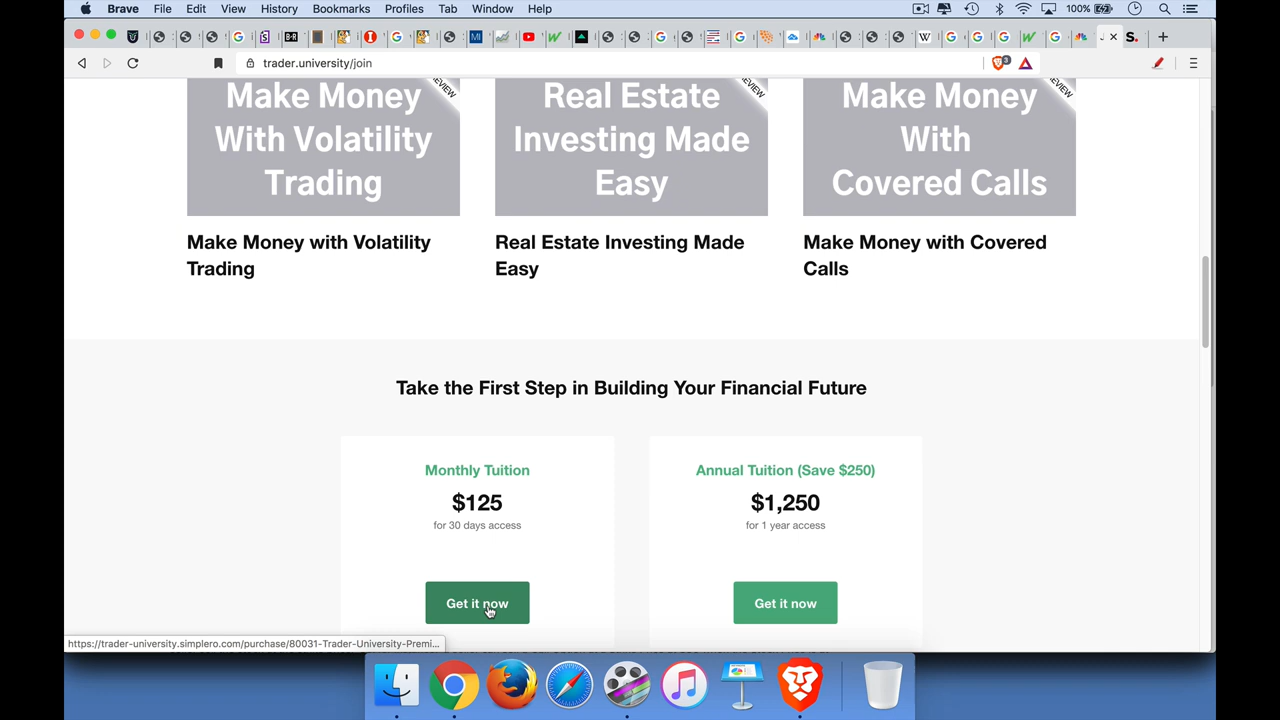 Brave File Edit View History Bookmarks Profiles Tab Window Help 100%
trader.university/join
Make Money
With Volatility
Trading
Real Estate
Investing Made
Easy
Make Money
With
Covered Calls
Make Money with Volatility
Trading
Real Estate Investing Made
Easy
Make Money with Covered
Calls
Take the First Step in Building Your Financial Future
Monthly Tuition
$125
for 30 days access
Get it now
Annual Tuition (Save $250)
$1,250
for 1 year access
Get it now
https://trader-university.simplero.com/purchase/80031-Trader-University-Premi...